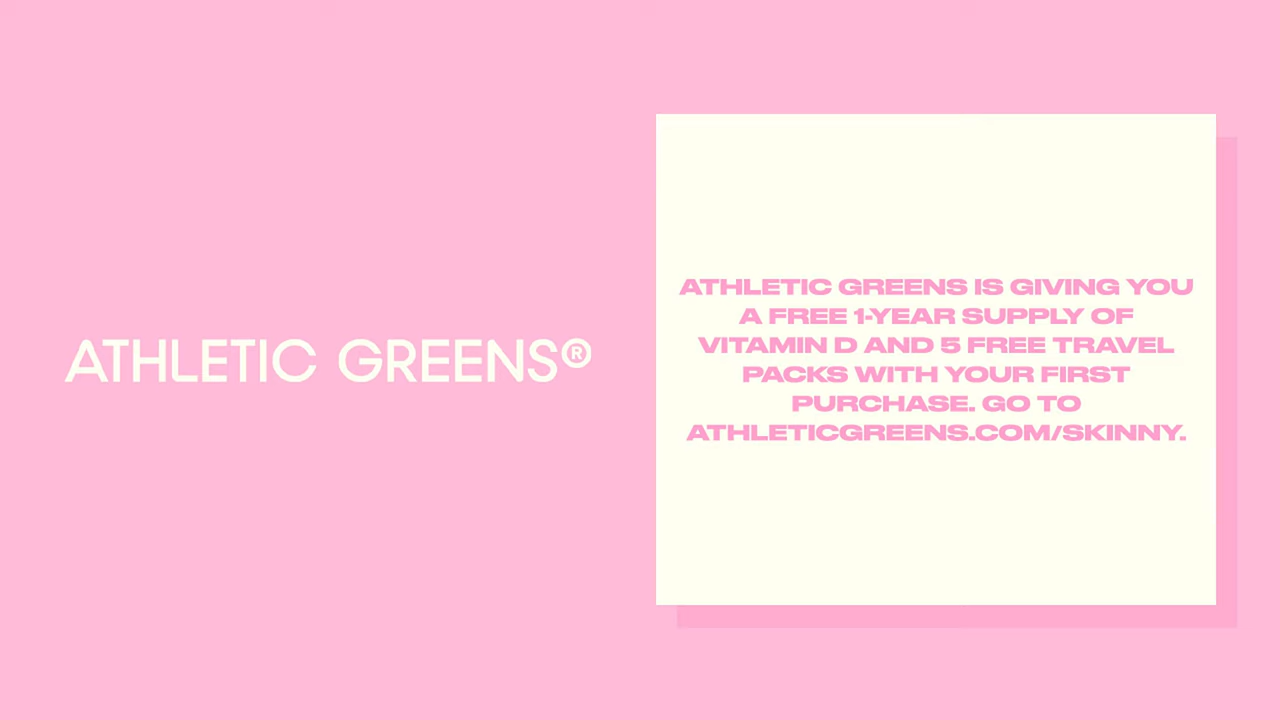 ATHLETIC GREENS®
ATHLETIC GREENS IS GIVING YOU
A FREE 1-YEAR SUPPLY OF
VITAMIN D AND 5 FREE TRAVEL
PACKS WITH YOUR FIRST
PURCHASE. GO TO
ATHLETICGREENS.COM/SKINNY.